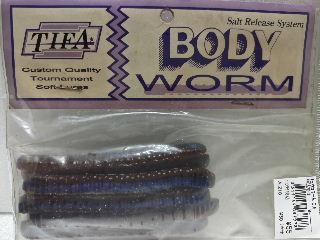 Salt Release System
TIFA
BODY
WORM
Custom Quality
Tournament
Soft Lures